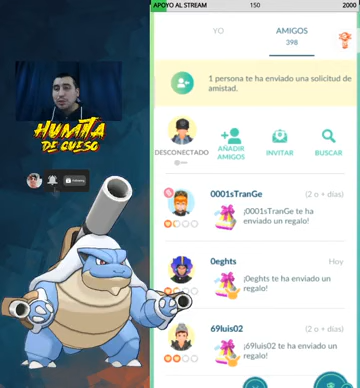 APOYO AL STREAM 150 2000
YO
AMIGOS
398
1 persona te ha enviado una solicitud de
amistad.
HUMITA
DE QUESO
DESCONECTADO
AÑADIR
AMIGOS
INVITAR
BUSCAR
0001sTranGe (2 o + días)
¡0001sTranGe te ha
enviado un regalo!
0eghts Hoy
¡0eghts te ha enviado un
regalo!
69luis02 (2 o + días)
¡69luis02 te ha enviado
un regalo!